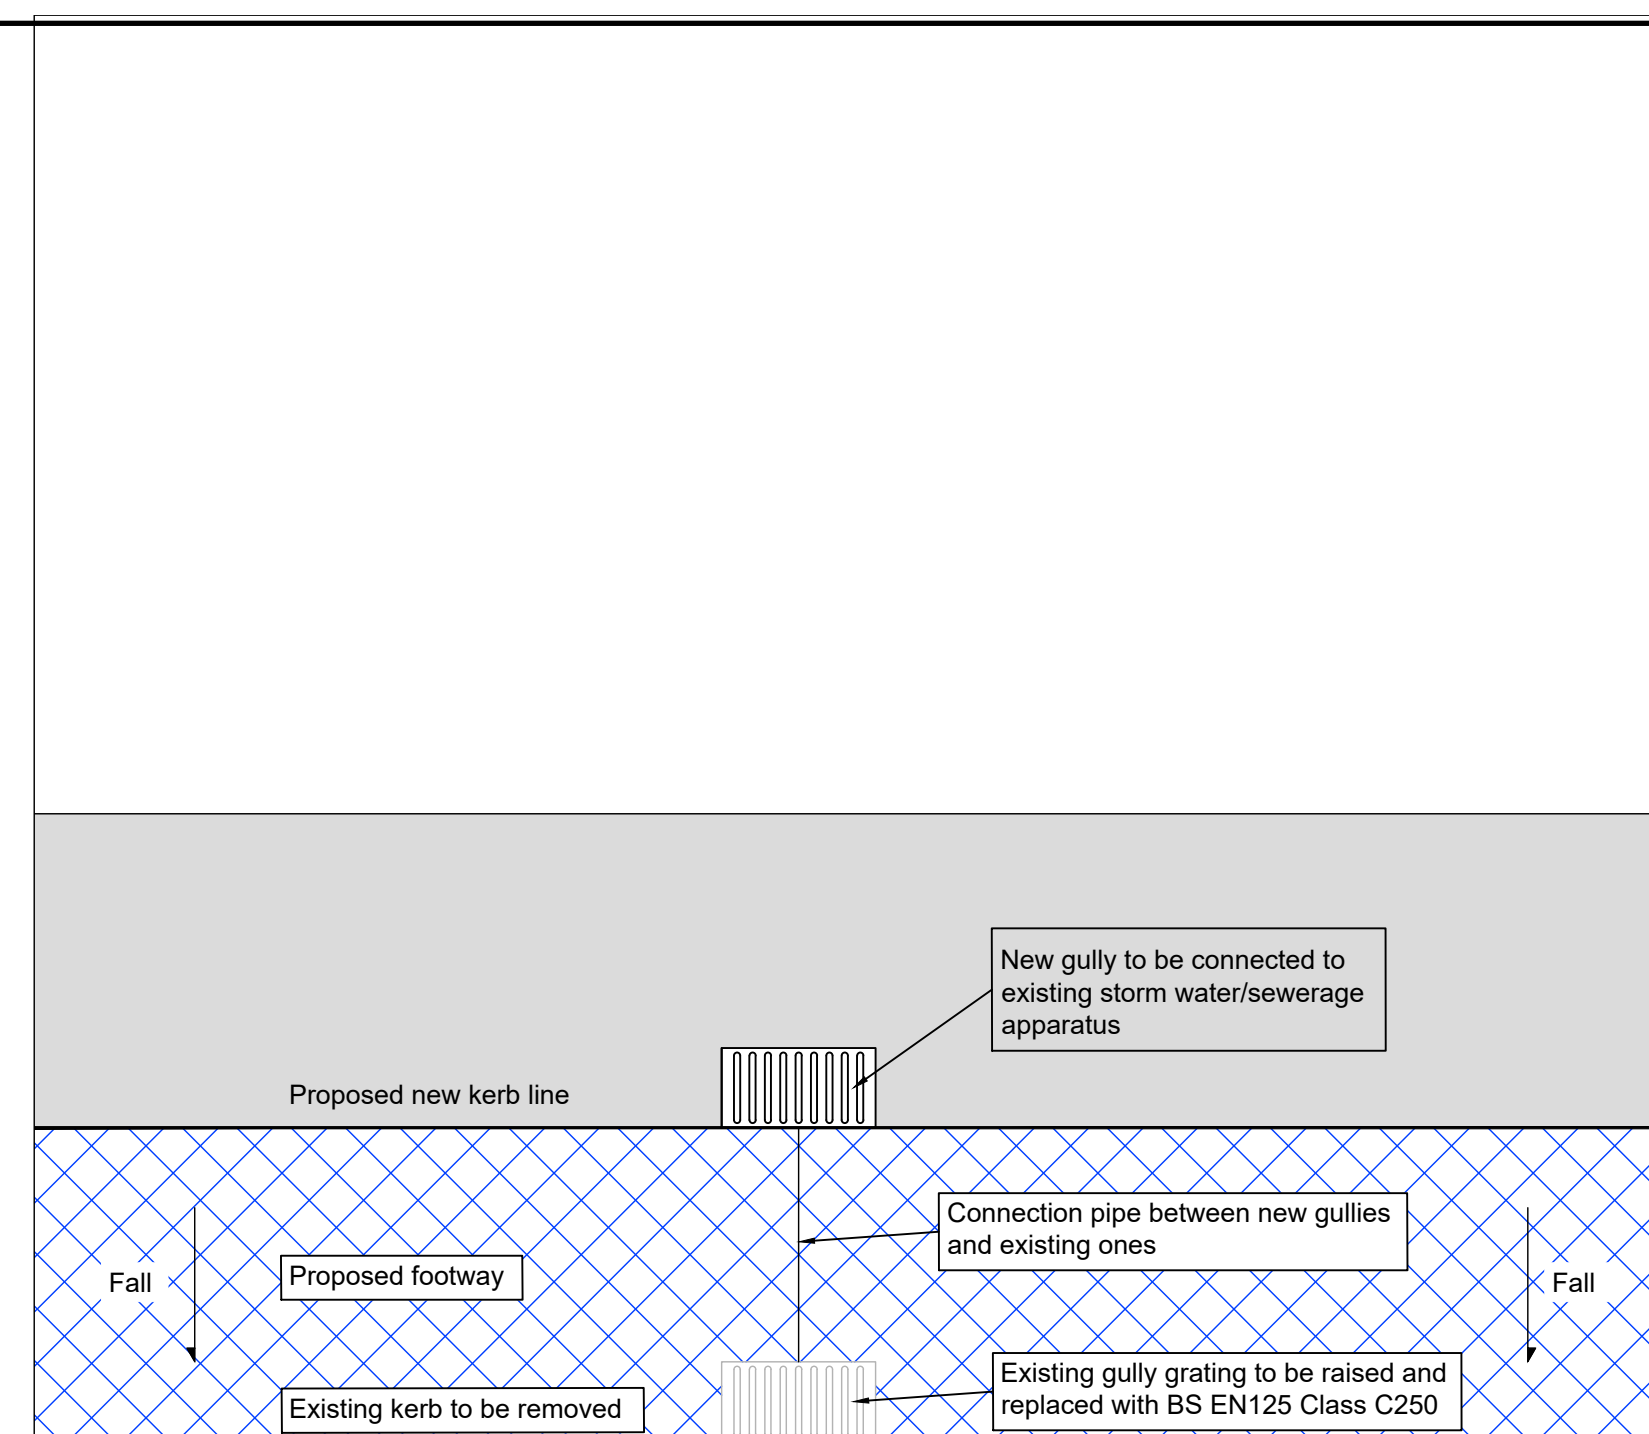 New gully to be connected to
existing storm water/sewerage
apparatus
Proposed new kerb line
Connection pipe between new gullies
and existing ones
Fall
Proposed footway
Fall
Existing gully grating to be raised and
replaced with BS EN125 Class C250
Existing kerb to be removed